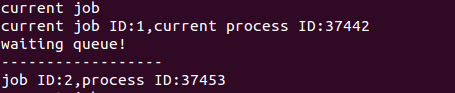 current job
current job ID:1,current process ID:37442
waiting queue!
------------------
job ID:2,process ID:37453